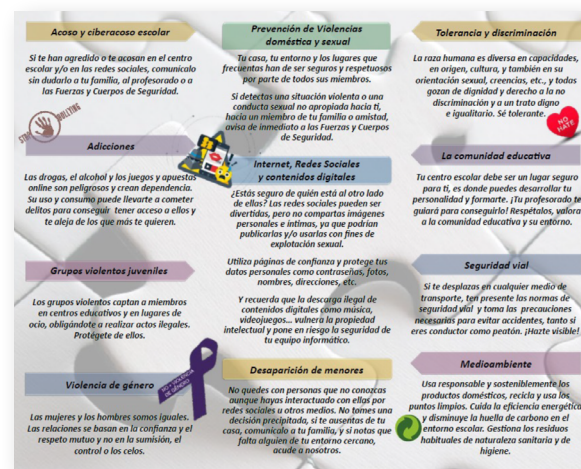 Acoso y ciberacoso escolar
Si te han agredido o te acosan en el centro
escolar y/o en las redes sociales, comunícalo
sin dudarlo a tu familia, al profesorado o a
las Fuerzas y Cuerpos de Seguridad.
STOP BULLYING
Adicciones
Las drogas, el alcohol y los juegos y apuestas
online son peligrosos y crean dependencia.
Su uso y consumo puede llevarte a cometer
delitos para conseguir tener acceso a ellos y
te aleja de los que más te quieren.
Grupos violentos juveniles
Los grupos violentos captan a miembros
en centros educativos y en lugares de
ocio, obligándote a realizar actos ilegales.
Protégete de ellos.
Violencia de género
NO + VIOLENCIA
DE GÉNERO
Las mujeres y los hombres somos iguales.
Las relaciones se basan en la confianza y el
respeto mutuo y no en la sumisión, el
control o los celos.
Prevención de Violencias
doméstica y sexual
Tu casa, tu entorno y los lugares que
frecuentas han de ser seguros y respetuosos
por parte de todos sus miembros.
Si detectas una situación violenta o una
conducta sexual no apropiada hacia ti,
hacia un miembro de tu familia o amistad,
avisa de inmediato a las Fuerzas y Cuerpos
de Seguridad.
Internet, Redes Sociales
y contenidos digitales
¿Estás seguro de quién está al otro lado
de ellas? Las redes sociales pueden ser
divertidas, pero no compartas imágenes
personales e íntimas, ya que podrían
publicarlas y/o usarlas con fines de
explotación sexual.
Utiliza páginas de confianza y protege tus
datos personales como contraseñas, fotos,
nombres, direcciones, etc.
Y recuerda que la descarga ilegal de
contenidos digitales como música,
videojuegos... vulnera la propiedad
intelectual y pone en riesgo la seguridad de
tu equipo informático.
Desaparición de menores
No quedes con personas que no conozcas
aunque hayas interactuado con ellas por
redes sociales u otros medios. No tomes una
decisión precipitada, si te ausentas de tu
casa, comunícalo a tu familia, y si notas que
falta alguien de tu entorno cercano,
acude a nosotros.
Tolerancia y discriminación
La raza humana es diversa en capacidades,
en origen, cultura, y también en su
orientación sexual, creencias, etc., y todas
gozan de dignidad y derecho a la no
discriminación y a un trato digno
e igualitario. Sé tolerante.
NO
HATE
La comunidad educativa
Tu centro escolar debe ser un lugar seguro
para ti, es donde puedes desarrollar tu
personalidad y formarte. ¡Tu profesorado te
guiará para conseguirlo! Respétalos, valora
a la comunidad educativa y su entorno.
Seguridad vial
Si te desplazas en cualquier medio de
transporte, ten presente las normas de
seguridad vial y toma las precauciones
necesarias para evitar accidentes, tanto si
eres conductor como peatón. ¡Hazte visible!
Medioambiente
Usa responsable y sosteniblemente los
productos domésticos, recicla y usa los
puntos limpios. Cuida la eficiencia energética
y disminuye la huella de carbono en el
entorno escolar. Gestiona los residuos
habituales de naturaleza sanitaria y de
higiene.